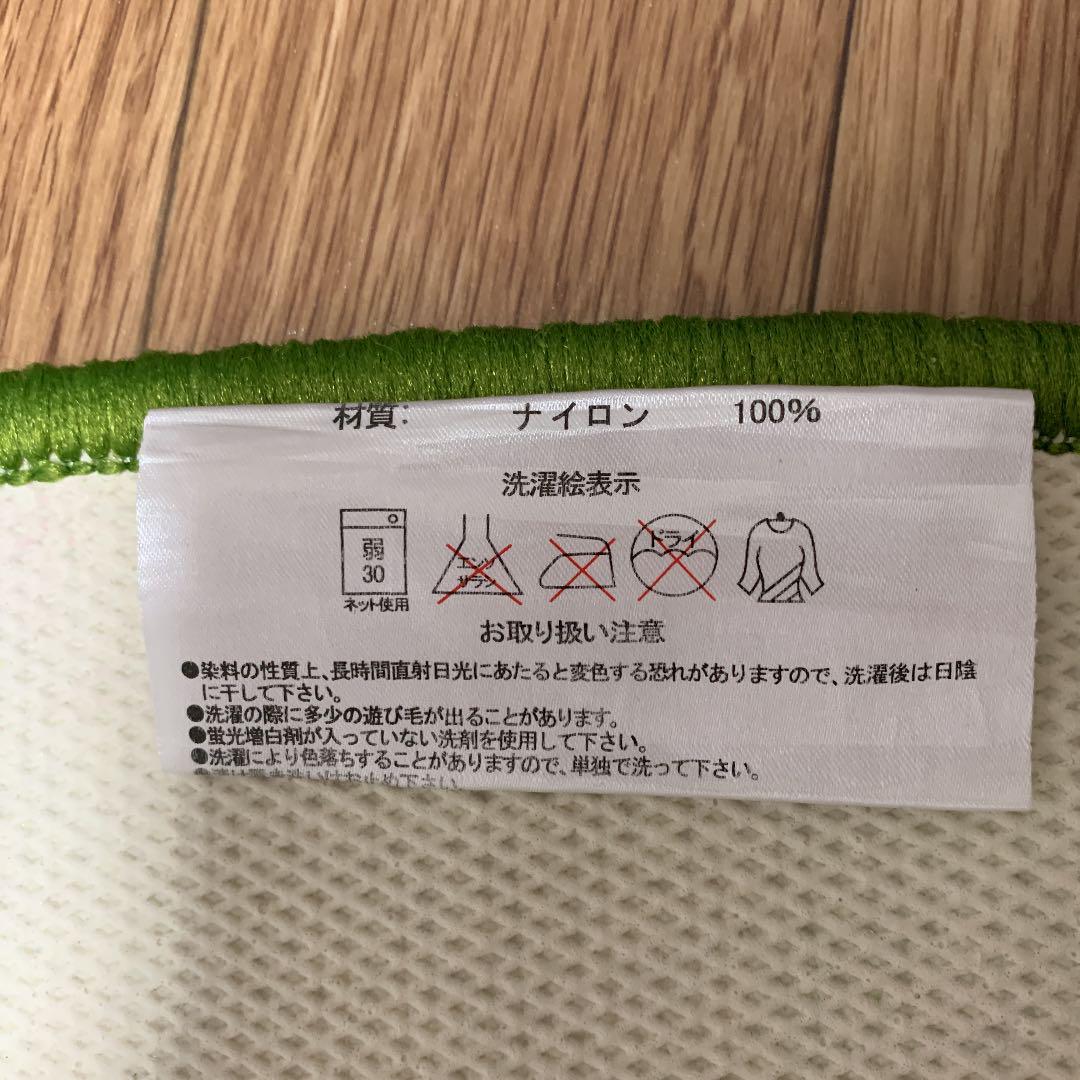 材質: ナイロン 100%
洗濯絵表示
弱
30
ネット使用
エンソ
サラシ
ドライ
お取り扱い注意
●染料の性質上、長時間直射日光にあたると変色する恐れがありますので、洗濯後は日陰
に干して下さい。
●洗濯の際に多少の遊び毛が出ることがあります。
●蛍光増白剤が入っていない洗剤を使用して下さい。
●洗濯により色落ちすることがありますので、単独で洗って下さい。